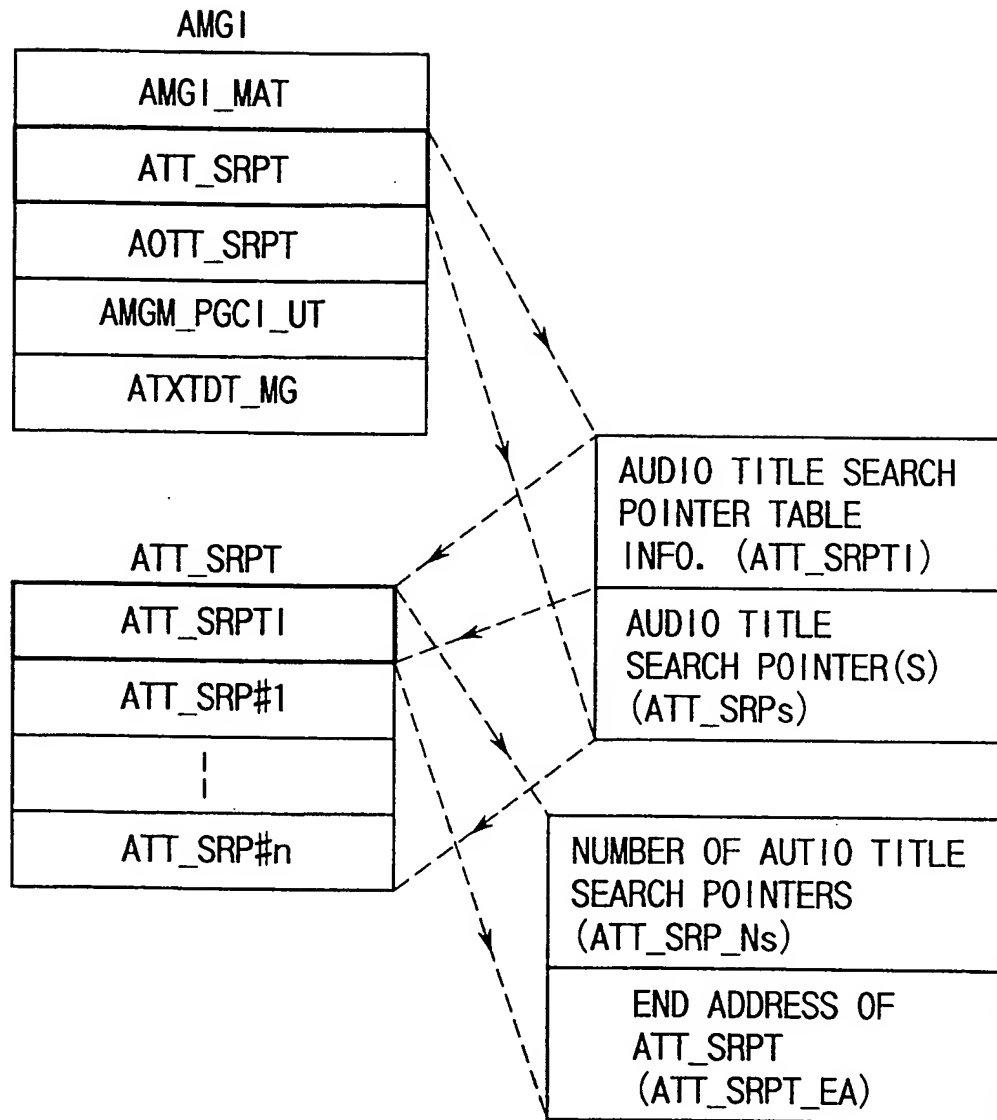 AMGI
AMGI_MAT
ATT_SRPT
AOTT_SRPT
AMGM_PGCI_UT
ATXTDT_MG
AUDIO TITLE SEARCH
POINTER TABLE
INFO. (ATT_SRPTI)
AUDIO TITLE
SEARCH POINTER(S)
(ATT_SRPs)
ATT_SRPT
ATT_SRPTI
ATT_SRP#1
ATT_SRP#n
NUMBER OF AUTIO TITLE
SEARCH POINTERS
(ATT_SRP_Ns)
END ADDRESS OF
ATT_SRPT
(ATT_SRPT_EA)